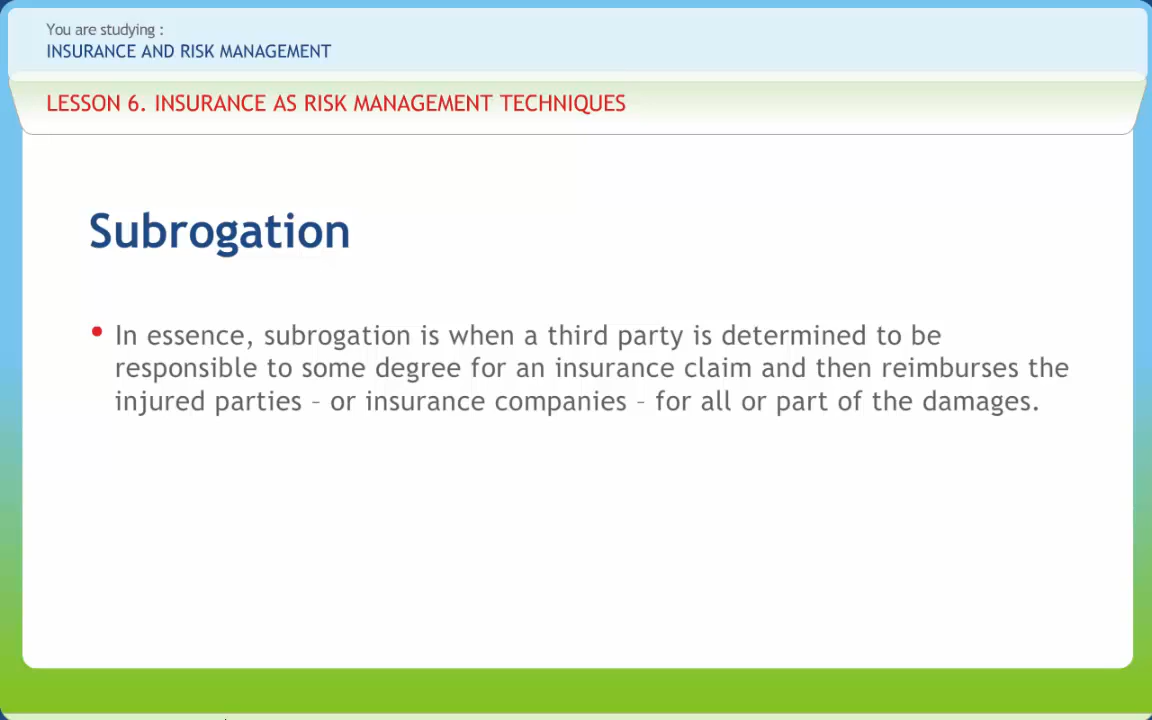 You are studying :
INSURANCE AND RISK MANAGEMENT
LESSON 6. INSURANCE AS RISK MANAGEMENT TECHNIQUES
Subrogation
• In essence, subrogation is when a third party is determined to be
responsible to some degree for an insurance claim and then reimburses the
injured parties – or insurance companies – for all or part of the damages.